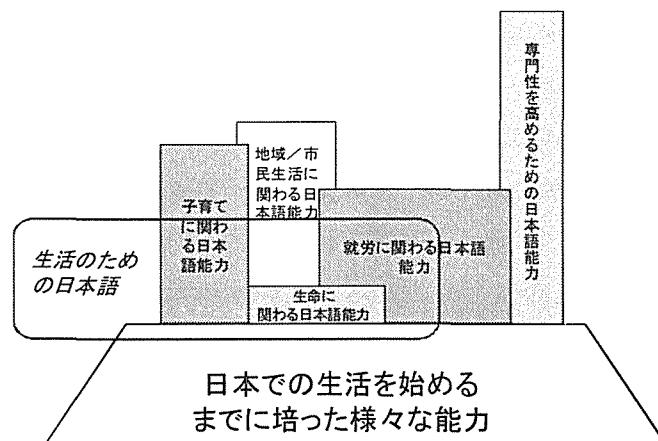 専門性を高めるための日本語能力
地域／市
民生活に
関わる日
本語能力
子育て
に関わ
る日本
語能力
就労に関わる日本語
能力
生活のため
の日本語
生命に
関わる日本語能力
日本での生活を始める
までに培った様々な能力